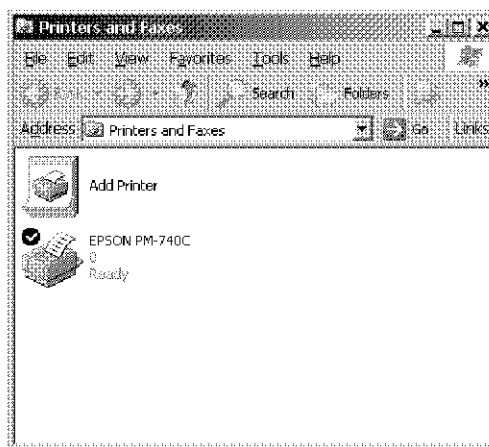 Printers and Faxes
File Edit View Favorites Tools Help
Back Search Folders »
Address Printers and Faxes Go Links
Add Printer
EPSON PM-740C
0
Ready